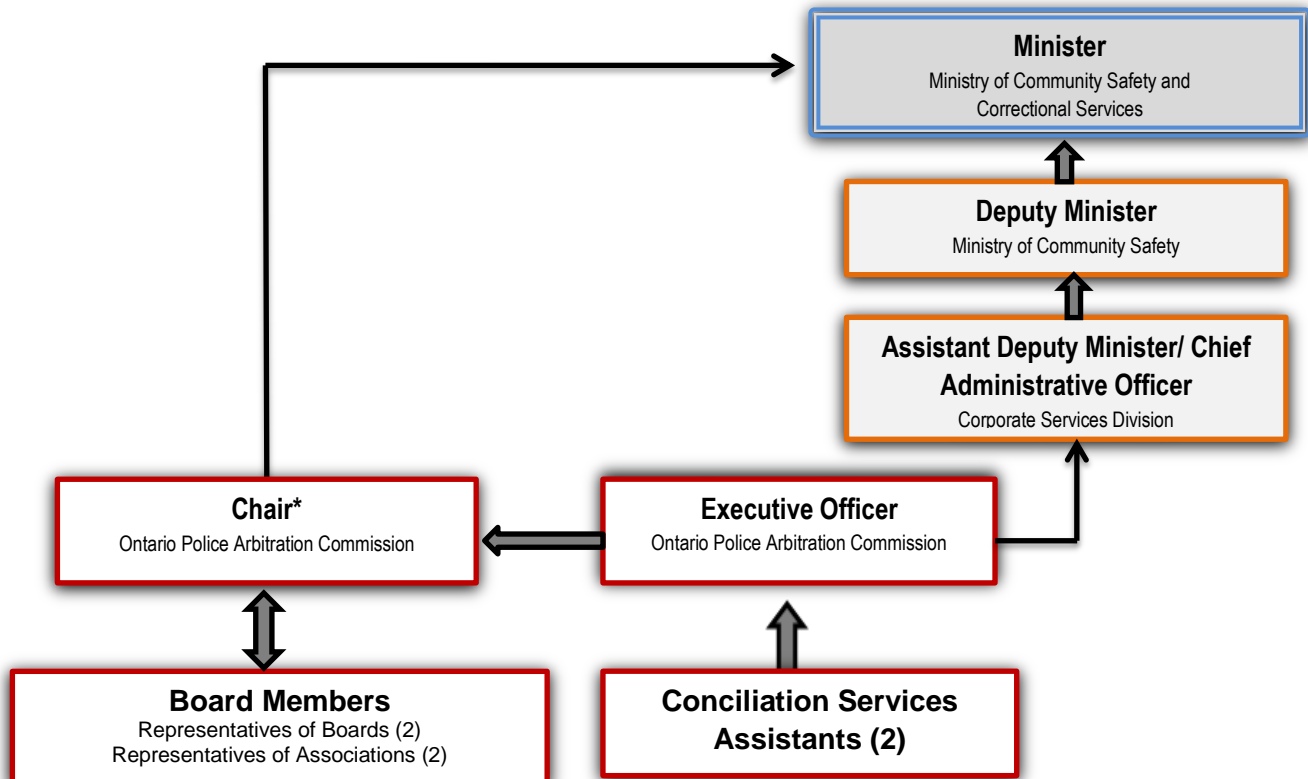 Minister
Ministry of Community Safety and
Correctional Services
Deputy Minister
Ministry of Community Safety
Assistant Deputy Minister/ Chief
Administrative Officer
Corporate Services Division
Chair*
Ontario Police Arbitration Commission
Executive Officer
Ontario Police Arbitration Commission
Board Members
Representatives of Boards (2)
Representatives of Associations (2)
Conciliation Services
Assistants (2)